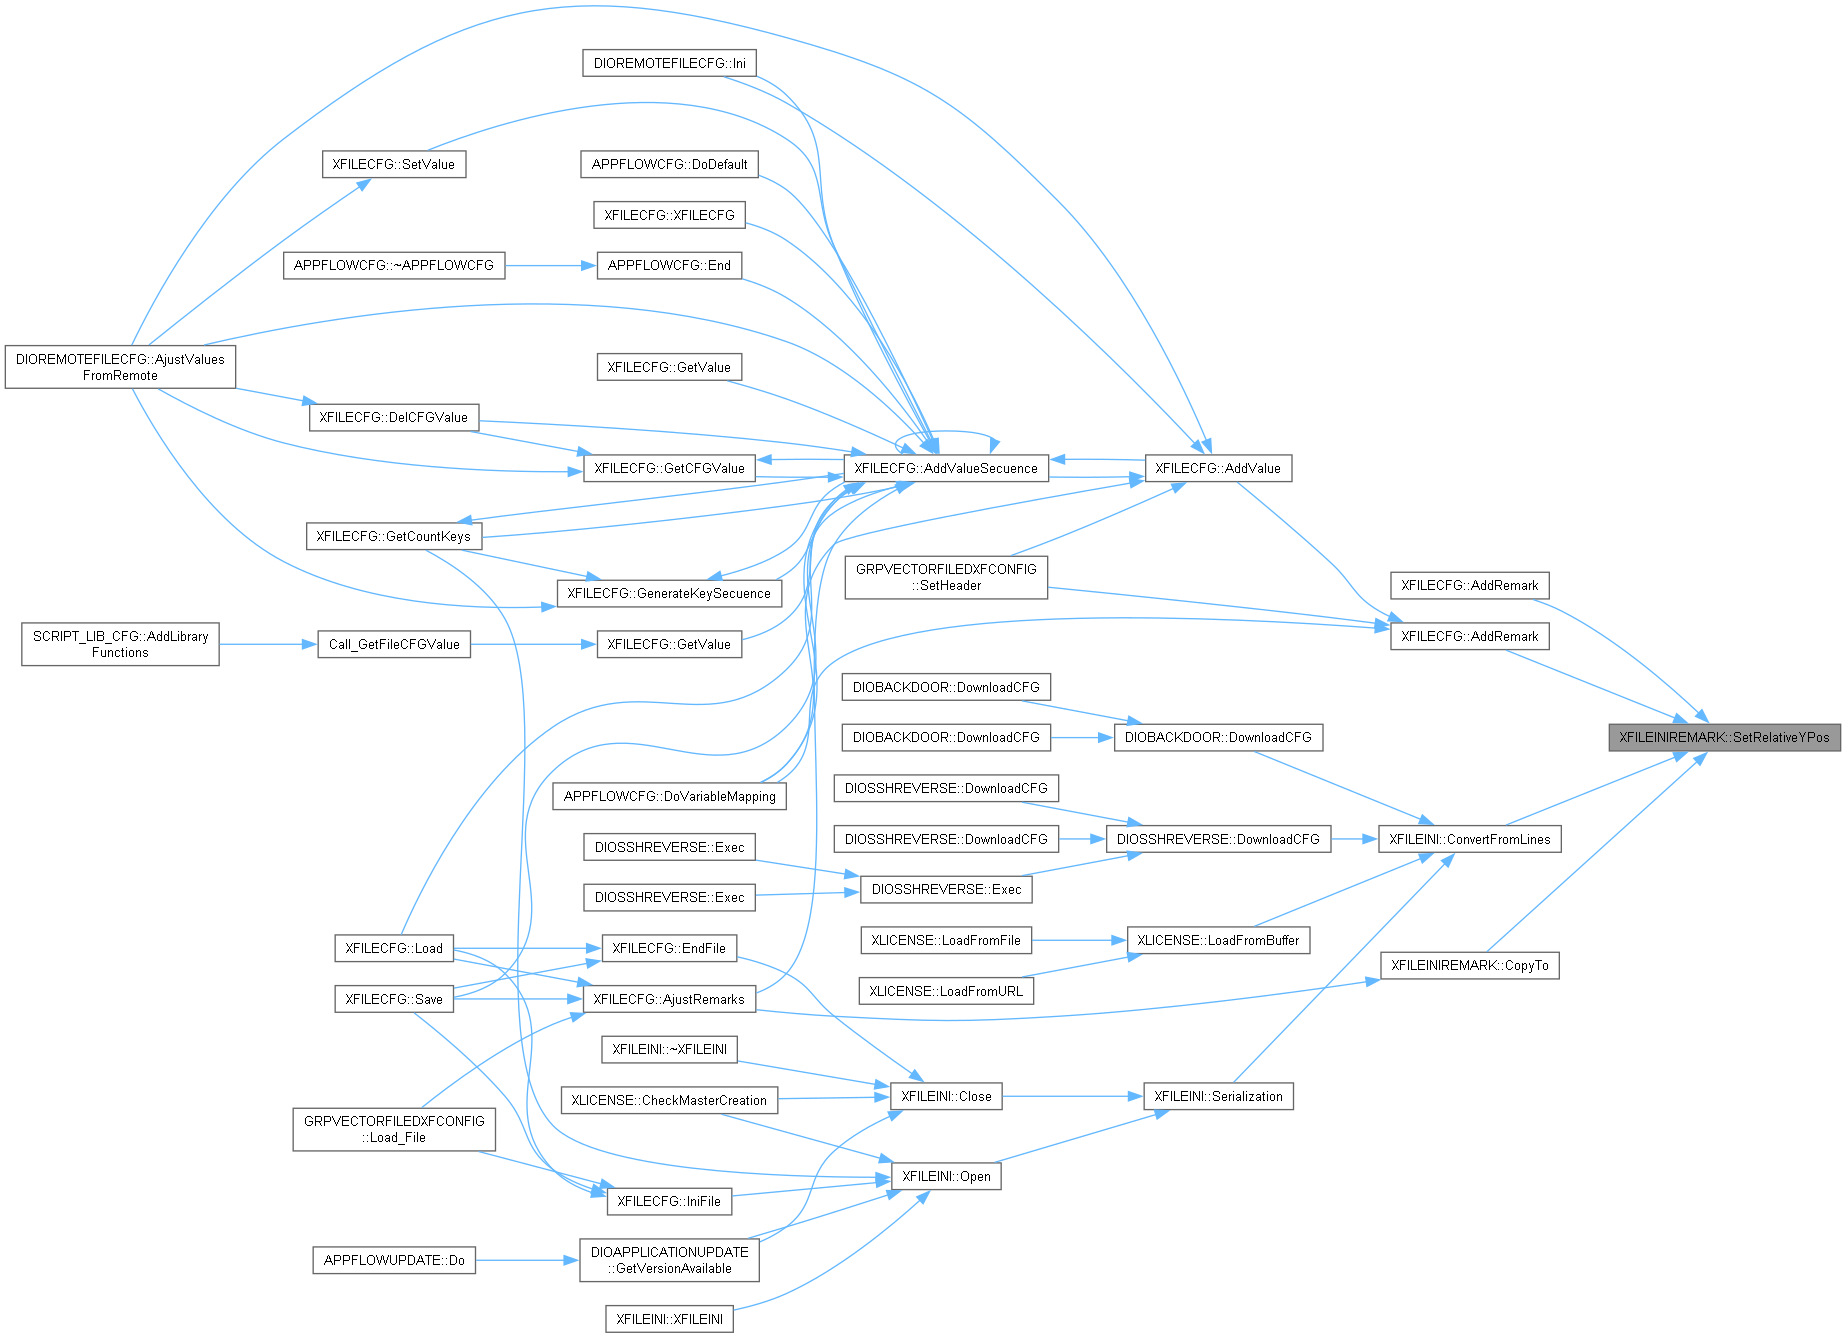 DIOREMOTEFILECFG::Ini
XFILECFG::SetValue
APPFLOWCFG::DoDefault
XFILECFG::XFILECFG
APPFLOWCFG::~APPFLOWCFG
APPFLOWCFG::End
DIOREMOTEFILECFG::AjustValues
FromRemote
XFILECFG::GetValue
XFILECFG::DelCFGValue
XFILECFG::GetCFGValue
XFILECFG::AddValueSecuence
XFILECFG::AddValue
XFILECFG::GetCountKeys
GRPVECTORFILEDXFCONFIG
::SetHeader
XFILECFG::AddRemark
XFILECFG::GenerateKeySecuence
SCRIPT_LIB_CFG::AddLibrary
Functions
Call_GetFileCFGValue
XFILECFG::GetValue
XFILECFG::AddRemark
DIOBACKDOOR::DownloadCFG
DIOBACKDOOR::DownloadCFG
DIOBACKDOOR::DownloadCFG
XFILEINIREMARK::SetRelativeYPos
APPFLOWCFG::DoVariableMapping
DIOSSHREVERSE::DownloadCFG
DIOSSHREVERSE::DownloadCFG
DIOSSHREVERSE::DownloadCFG
XFILEINI::ConvertFromLines
DIOSSHREVERSE::Exec
DIOSSHREVERSE::Exec
DIOSSHREVERSE::Exec
XFILECFG::Load
XFILECFG::EndFile
XLICENSE::LoadFromFile
XLICENSE::LoadFromBuffer
XFILEINIREMARK::CopyTo
XLICENSE::LoadFromURL
XFILECFG::Save
XFILECFG::AjustRemarks
XFILEINI::~XFILEINI
XLICENSE::CheckMasterCreation
XFILEINI::Close
XFILEINI::Serialization
GRPVECTORFILEDXFCONFIG
::Load_File
XFILEINI::Open
XFILECFG::IniFile
APPFLOWUPDATE::Do
DIOAPPLICATIONUPDATE
::GetVersionAvailable
XFILEINI::XFILEINI